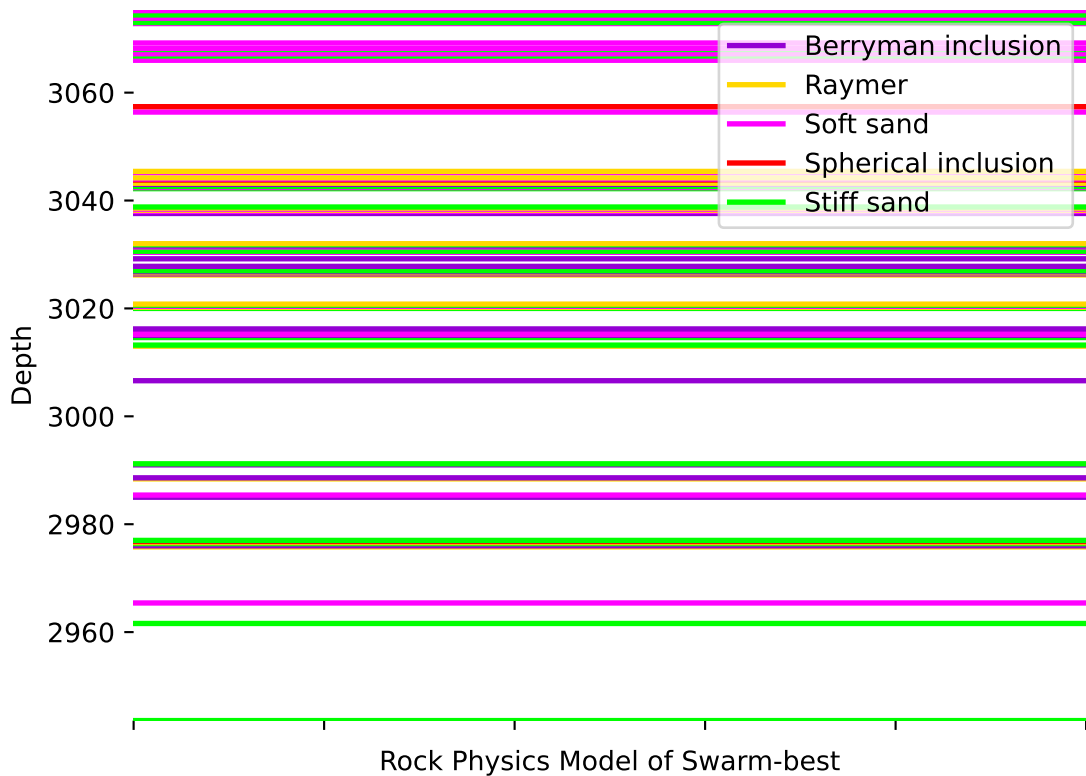 Berryman inclusion
Raymer
Soft sand
Spherical inclusion
Stiff sand
3060
3040
3020
3000
2980
2960
Depth
Rock Physics Model of Swarm-best